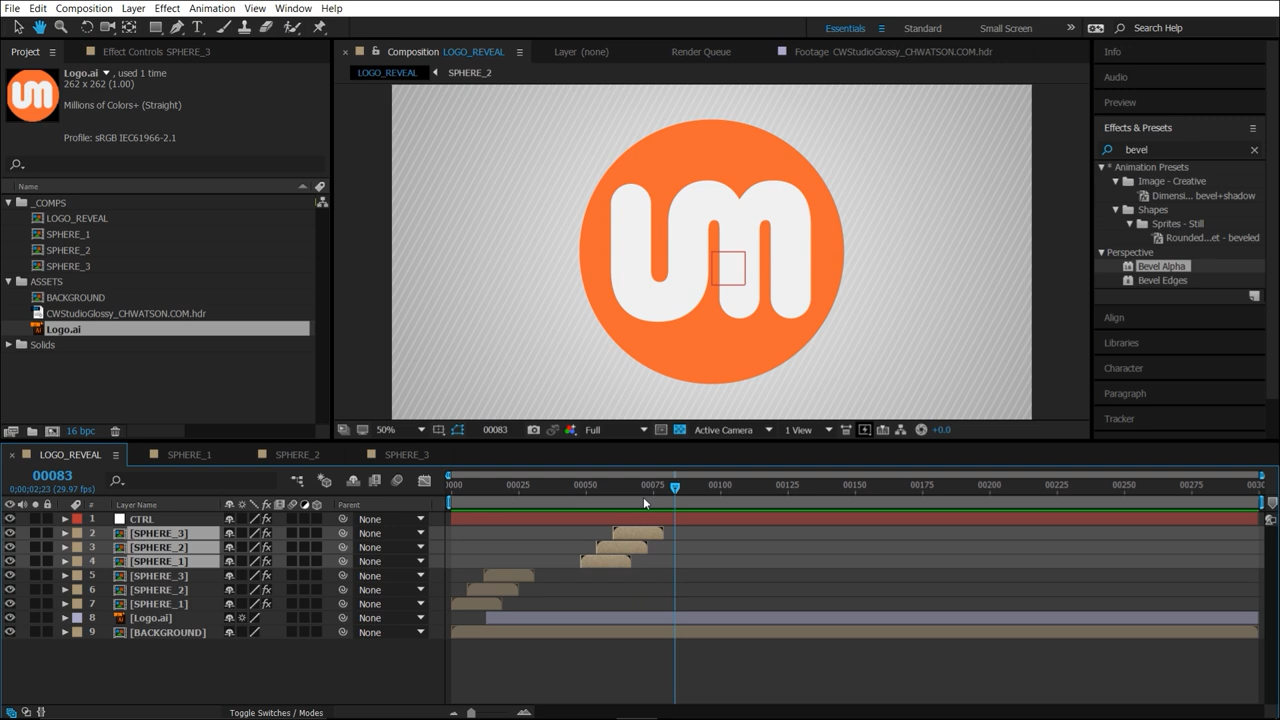 File Edit Composition Layer Effect Animation View Window Help
Essentials Standard Small Screen Search Help
Project Effect Controls SPHERE_3
Composition LOGO_REVEAL Layer (none) Render Queue Footage CWStudioGlossy_CHWATSON.COM.hdr
Logo.ai , used 1 time
262 x 262 (1.00)
Millions of Colors+ (Straight)
Profile: sRGB IEC61966-2.1
Name
_COMPS
LOGO_REVEAL
SPHERE_1
SPHERE_2
SPHERE_3
ASSETS
BACKGROUND
CWStudioGlossy_CHWATSON.COM.hdr
Logo.ai
Solids
16 bpc
LOGO_REVEAL SPHERE_2
um
50% 00083 Full Active Camera 1 View +0.0
Info
Audio
Preview
Effects & Presets
bevel
* Animation Presets
Image - Creative
Dimensi... bevel+shadow
Shapes
Sprites - Still
Rounded...et - beveled
Perspective
Bevel Alpha
Bevel Edges
Align
Libraries
Character
Paragraph
Tracker
LOGO_REVEAL SPHERE_1 SPHERE_2 SPHERE_3
00083
0;00;02;23 (29.97 fps)
Layer Name Parent
00025 00050 00075 00100 00125 00150 00175 00200 00225 00250 00275
1 CTRL None
2 [SPHERE_3] None
3 [SPHERE_2] None
4 [SPHERE_1] None
5 [SPHERE_3] None
6 [SPHERE_2] None
7 [SPHERE_1] None
8 [Logo.ai] None
9 [BACKGROUND] None
Toggle Switches / Modes